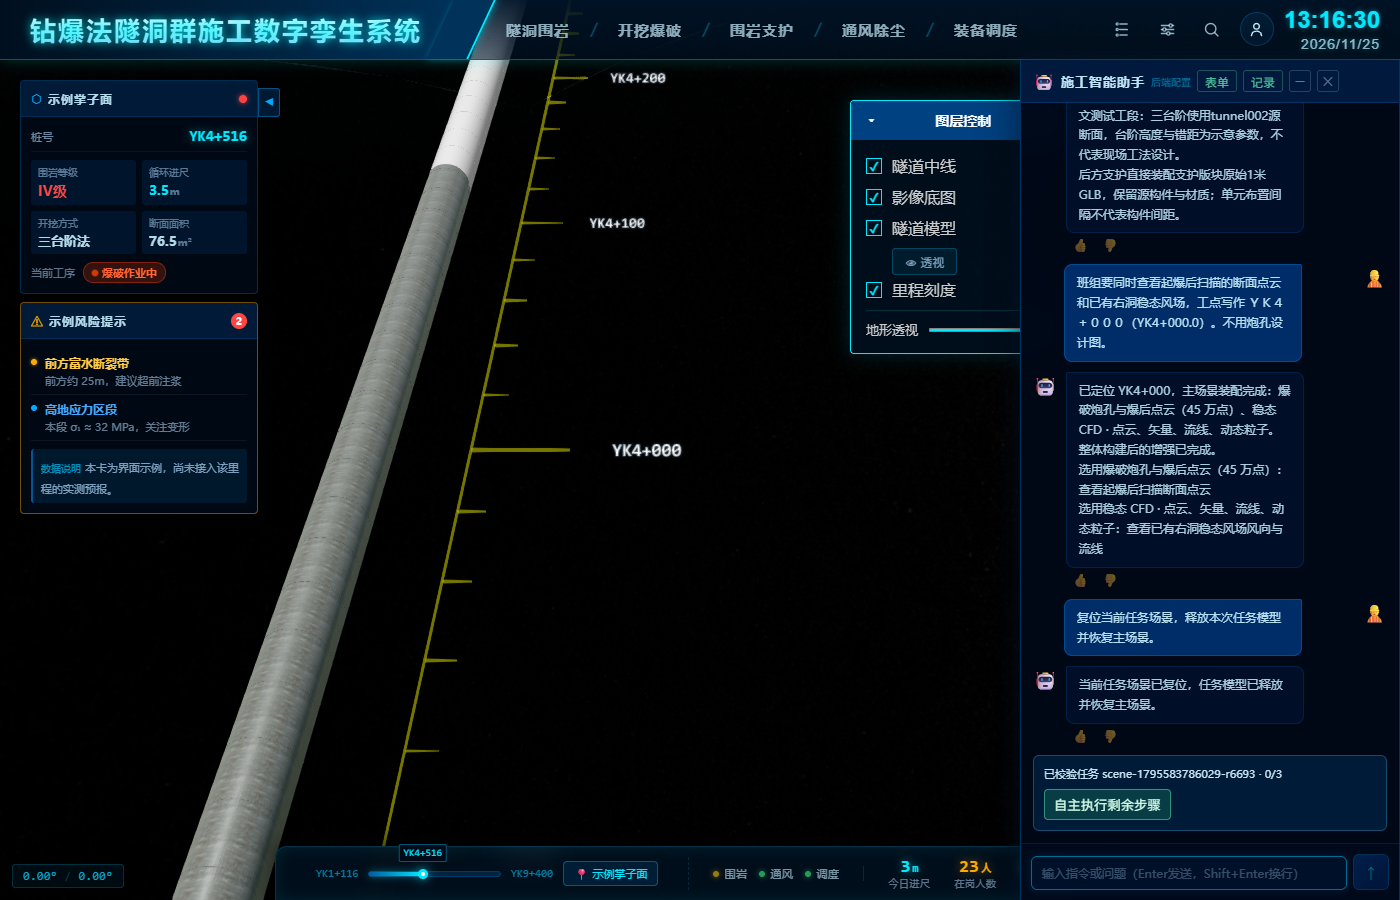 钻爆法隧洞群施工数字孪生系统
隧洞围岩 / 开挖爆破 / 围岩支护 / 通风除尘 / 装备调度
13:16:30
2026/11/25
示例掌子面
桩号 YK4+516
围岩等级 循环进尺
IV级 3.5m
开挖方式 断面面积
三台阶法 76.5m²
当前工序 爆破作业中
示例风险提示 2
前方富水断裂带
前方约 25m，建议超前注浆
高地应力区段
本段 σ₁ ≈ 32 MPa，关注变形
数据说明 本卡为界面示例，尚未接入该里
程的实测预报。
YK4+200
YK4+100
YK4+000
图层控制
隧道中线
影像底图
隧道模型
透视
里程刻度
地形透视
施工智能助手 后端配置 表单 记录
文测试工段：三台阶使用tunnel002源
断面，台阶高度与错距为示意参数，不
代表现场工法设计。
后方支护直接装配支护版块原始1米
GLB，保留源构件与材质；单元布置间
隔不代表构件间距。
班组要同时查看起爆后扫描的断面点云
和已有右洞稳态风场，工点写作 ＹＫ４
＋０００（YK4+000.0）。不用炮孔设
计图。
已定位 YK4+000，主场景装配完成：爆
破炮孔与爆后点云（45 万点）、稳态
CFD · 点云、矢量、流线、动态粒子。
整体构建后的增强已完成。
选用爆破炮孔与爆后点云（45 万点）：
查看起爆后扫描断面点云
选用稳态 CFD · 点云、矢量、流线、动
态粒子：查看已有右洞稳态风场风向与
流线
复位当前任务场景，释放本次任务模型
并恢复主场景。
当前任务场景已复位，任务模型已释放
并恢复主场景。
已校验任务 scene-1795583786029-r6693 · 0/3
自主执行剩余步骤
输入指令或问题（Enter发送，Shift+Enter换行）
0.00° / 0.00°
YK4+516
YK1+116 YK9+400
示例掌子面
围岩 通风 调度
3m
今日进尺
23人
在岗人数